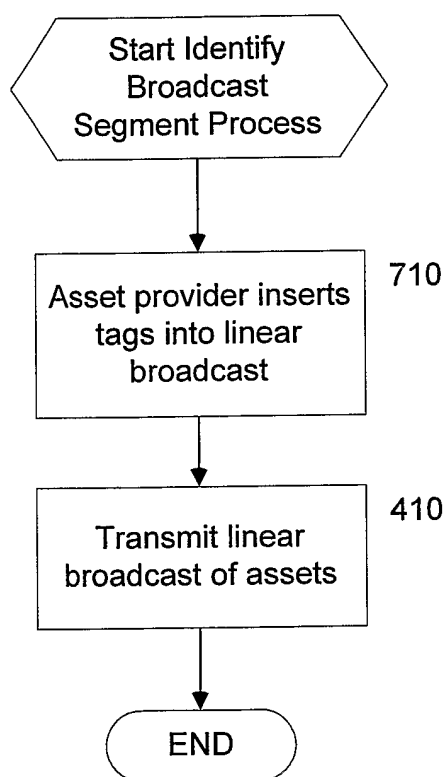 Start Identify
Broadcast
Segment Process
710
Asset provider inserts
tags into linear
broadcast
410
Transmit linear
broadcast of assets
END